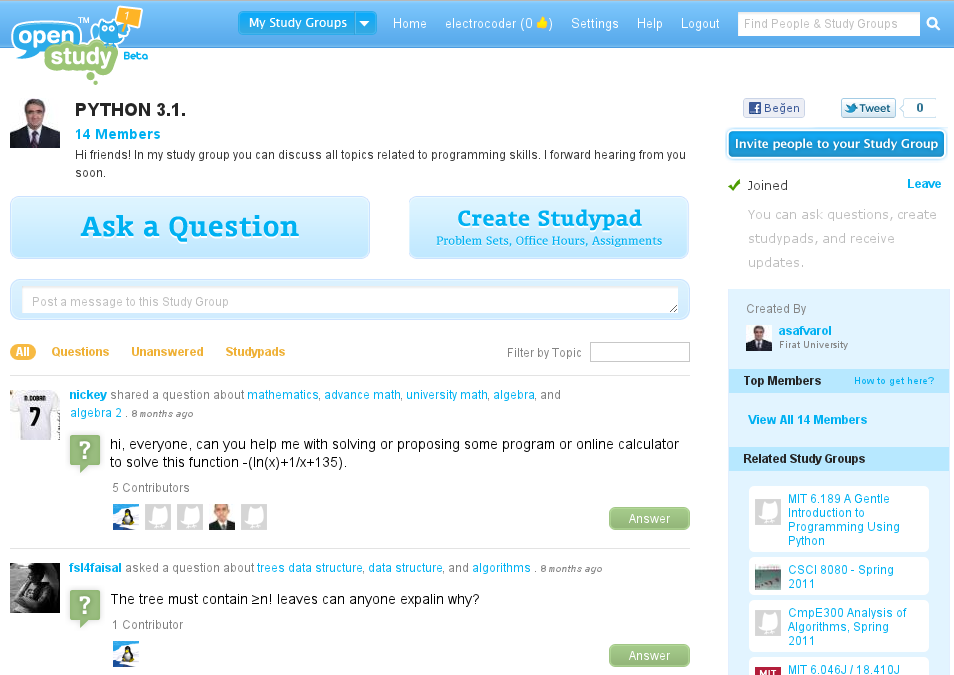 My Study Groups
Home
electrocoder (0 )
Settings
Help
Logout
Find People & Study Groups
1
open study TM
Beta
PYTHON 3.1.
14 Members
Hi friends! In my study group you can discuss all topics related to programming skills. I forward hearing from you
soon.
Beğen
Tweet
0
Invite people to your Study Group
Joined
Leave
You can ask questions, create
studypads, and receive
updates.
Ask a Question
Create Studypad
Problem Sets, Office Hours, Assignments
Post a message to this Study Group
All
Questions
Unanswered
Studypads
Filter by Topic
N. DOBAN
7
nickey shared a question about mathematics, advance math, university math, algebra, and
algebra 2 . 8 months ago
?
hi, everyone, can you help me with solving or proposing some program or online calculator
to solve this function -(ln(x)+1/x+135).
5 Contributors
Answer
fsl4faisal asked a question about trees data structure, data structure, and algorithms . 8 months ago
?
The tree must contain ≥n! leaves can anyone expalin why?
1 Contributor
Answer
Created By
asafvarol
Firat University
Top Members
How to get here?
View All 14 Members
Related Study Groups
MIT 6.189 A Gentle
Introduction to
Programming Using
Python
CSCI 8080 - Spring
2011
CmpE300 Analysis of
Algorithms, Spring
2011
MIT
MIT 6.046J / 18.410J